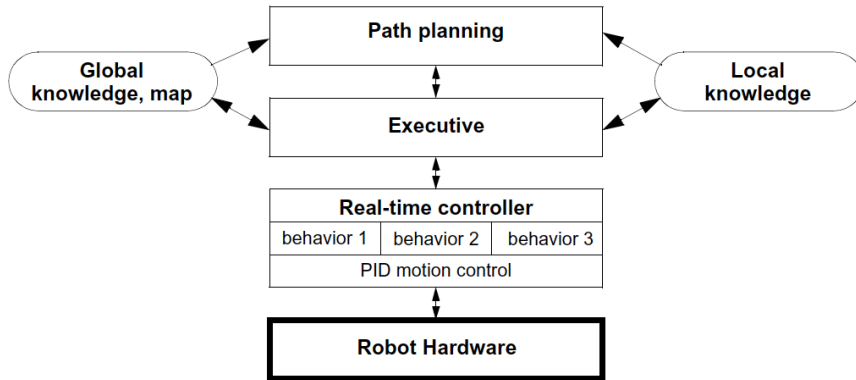 Path planning
Global
knowledge, map
Local
knowledge
Executive
Real-time controller
behavior 1
behavior 2
behavior 3
PID motion control
Robot Hardware